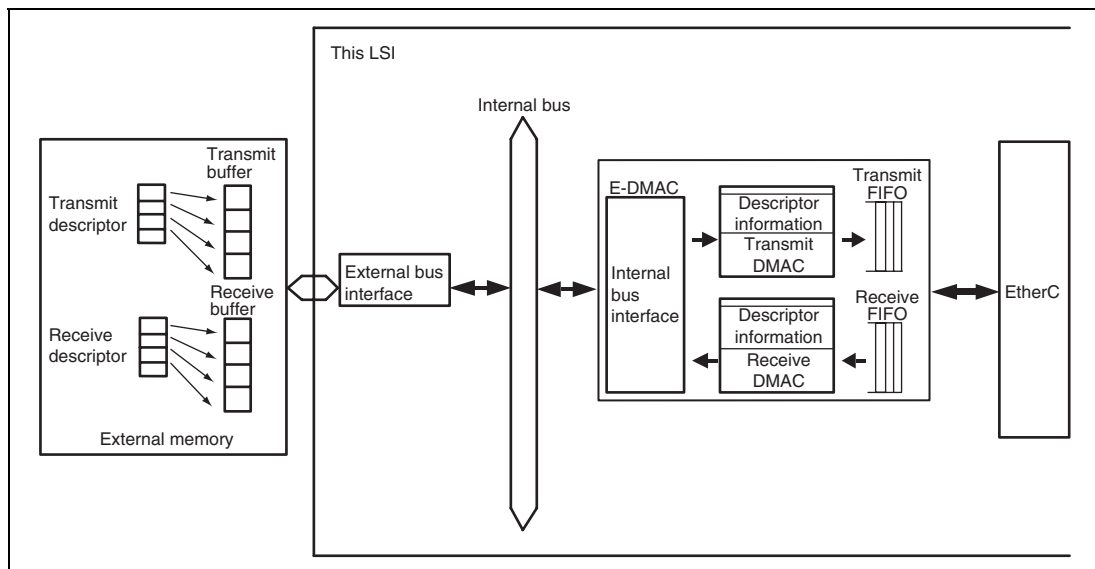 This LSI
Internal bus
Transmit
buffer
Transmit
descriptor
Receive
buffer
Receive
descriptor
External memory
External bus
interface
E-DMAC
Internal
bus
interface
Descriptor
information
Transmit
DMAC
Transmit
FIFO
Descriptor
information
Receive
DMAC
Receive
FIFO
EtherC